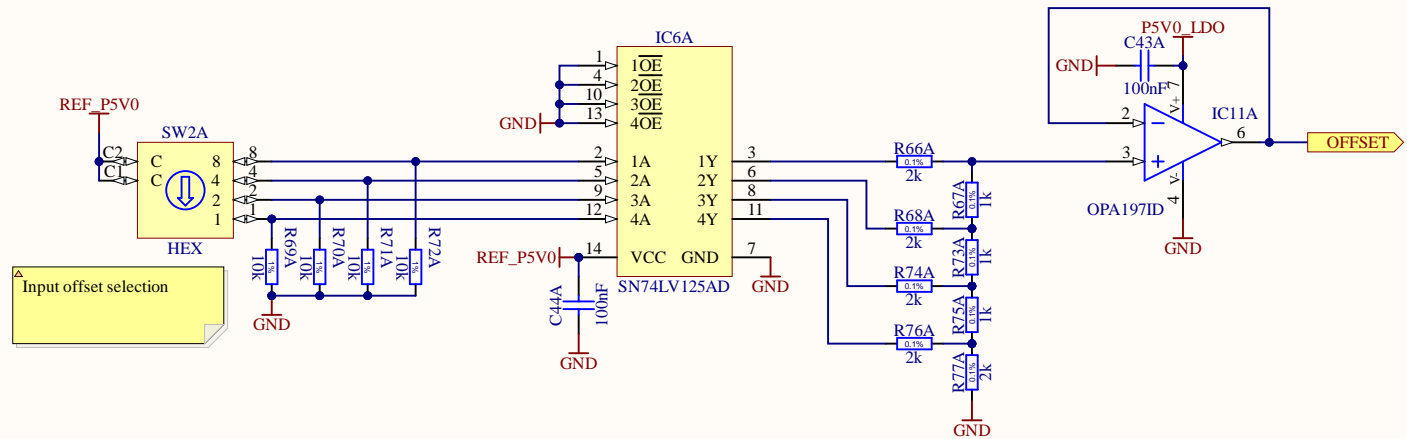 IC6A
P5V0_LDO
C43A
GND
100nF
7
V+
IC11A
1 1OE
4 2OE
10 3OE
13 4OE
GND
REF_P5V0
SW2A
C2 C 8 8
C1 C 4 4
2 2
1 1
HEX
2 1A 1Y 3
5 2A 2Y 6
9 3A 3Y 8
12 4A 4Y 11
REF_P5V0 14 VCC GND 7
SN74LV125AD
GND
R69A 1% 10k
R70A 1% 10k
R71A 1% 10k
R72A 1% 10k
GND
Input offset selection
C44A 100nF
GND
R66A
0.1%
2k
R67A 0.1% 1k
R68A
0.1%
2k
R73A 0.1% 1k
R74A
0.1%
2k
R75A 0.1% 1k
R76A
0.1%
2k
R77A 0.1% 2k
GND
2 −
3 +
6
OFFSET
V-
4
OPA197ID
GND